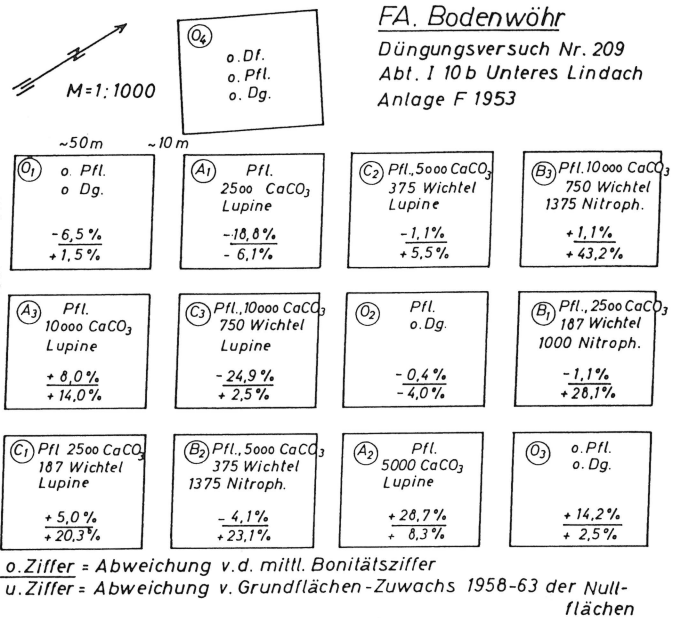 FA. Bodenwöhr
Düngungsversuch Nr. 209
Abt. I 10b Unteres Lindach
Anlage F 1953
M=1:1000
O4
o. Df.
o. Pfl.
o. Dg.
~50m ~10m
O1 o. Pfl.
o Dg.
-6,5%
+1,5%
A1 Pfl.
2500 CaCO3
Lupine
-18,8%
-6,1%
C2 Pfl., 5000 CaCO3
375 Wichtel
Lupine
-1,1%
+5,5%
B3 Pfl. 10000 CaCO3
750 Wichtel
1375 Nitroph.
+1,1%
+43,2%
A3 Pfl.
10000 CaCO3
Lupine
+8,0%
+14,0%
C3 Pfl., 10000 CaCO3
750 Wichtel
Lupine
-24,9%
+2,5%
O2 Pfl.
o. Dg.
-0,4%
-4,0%
B1 Pfl., 2500 CaCO3
187 Wichtel
1000 Nitroph.
-1,1%
+28,1%
C1 Pfl 2500 CaCO3
187 Wichtel
Lupine
+5,0%
+20,3%
B2 Pfl., 5000 CaCO3
375 Wichtel
1375 Nitroph.
-4,1%
+23,1%
A2 Pfl.
5000 CaCO3
Lupine
+28,7%
+8,3%
O3 o. Pfl.
o. Dg.
+14,2%
+2,5%
o. Ziffer = Abweichung v.d. mittl. Bonitätsziffer
u. Ziffer = Abweichung v. Grundflächen-Zuwachs 1958-63 der Null-
flächen